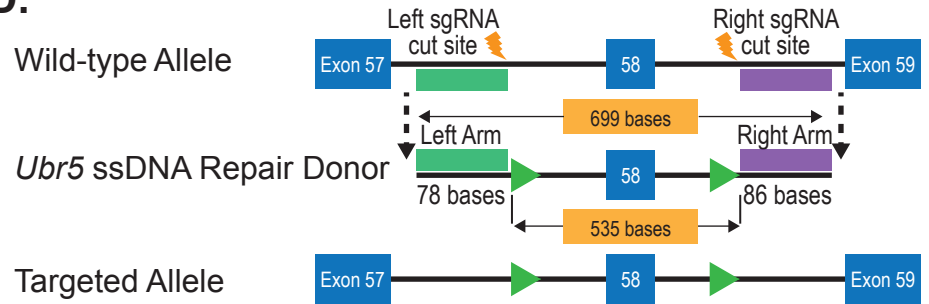 D.
Left sgRNA
cut site
Right sgRNA
cut site
Wild-type Allele
Exon 57
58
Exon 59
699 bases
Left Arm
Right Arm
Ubr5 ssDNA Repair Donor
58
78 bases
86 bases
535 bases
Targeted Allele
Exon 57
58
Exon 59